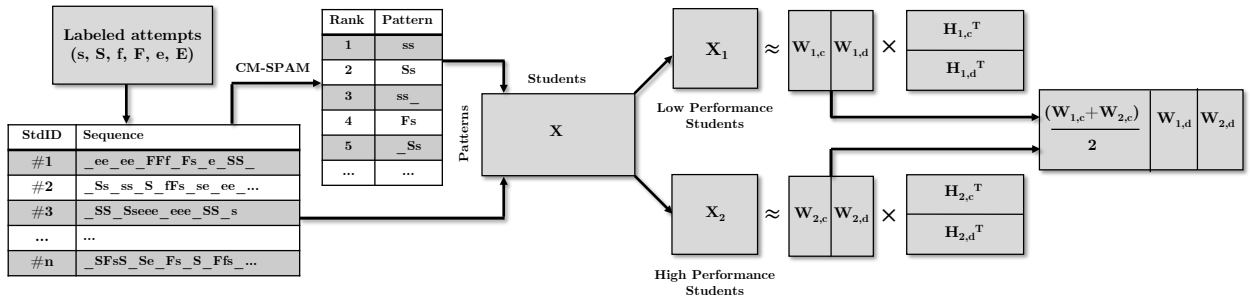 Labeled attempts
(s, S, f, F, e, E)
CM-SPAM
StdID Sequence
#1 _ee_ee_FFf_Fs_e_SS_
#2 _Ss_ss_S_fFs_se_ee_...
#3 _SS_Sseee_eee_SS_s
... ...
#n _SFsS_Se_Fs_S_Ffs_...
Rank Pattern
1 ss
2 Ss
3 ss_
4 Fs
5 _Ss
... ...
Students
Patterns
X
X₁ ≈ W₁,c W₁,d × H₁,cᵀ
H₁,dᵀ
Low Performance
Students
X₂ ≈ W₂,c W₂,d × H₂,cᵀ
H₂,dᵀ
High Performance
Students
(W₁,c+W₂,c)
2
W₁,d W₂,d